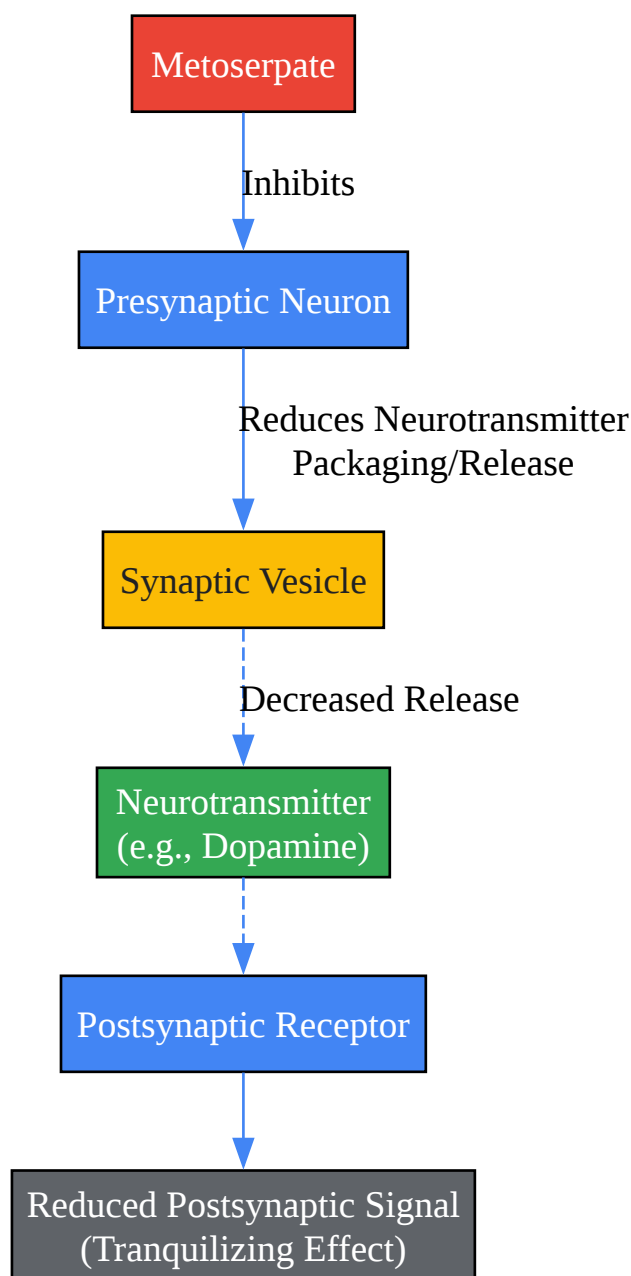 Metoserpate
Inhibits
Presynaptic Neuron
Reduces Neurotransmitter
Packaging/Release
Synaptic Vesicle
Decreased Release
Neurotransmitter
(e.g., Dopamine)
Postsynaptic Receptor
Reduced Postsynaptic Signal
(Tranquilizing Effect)